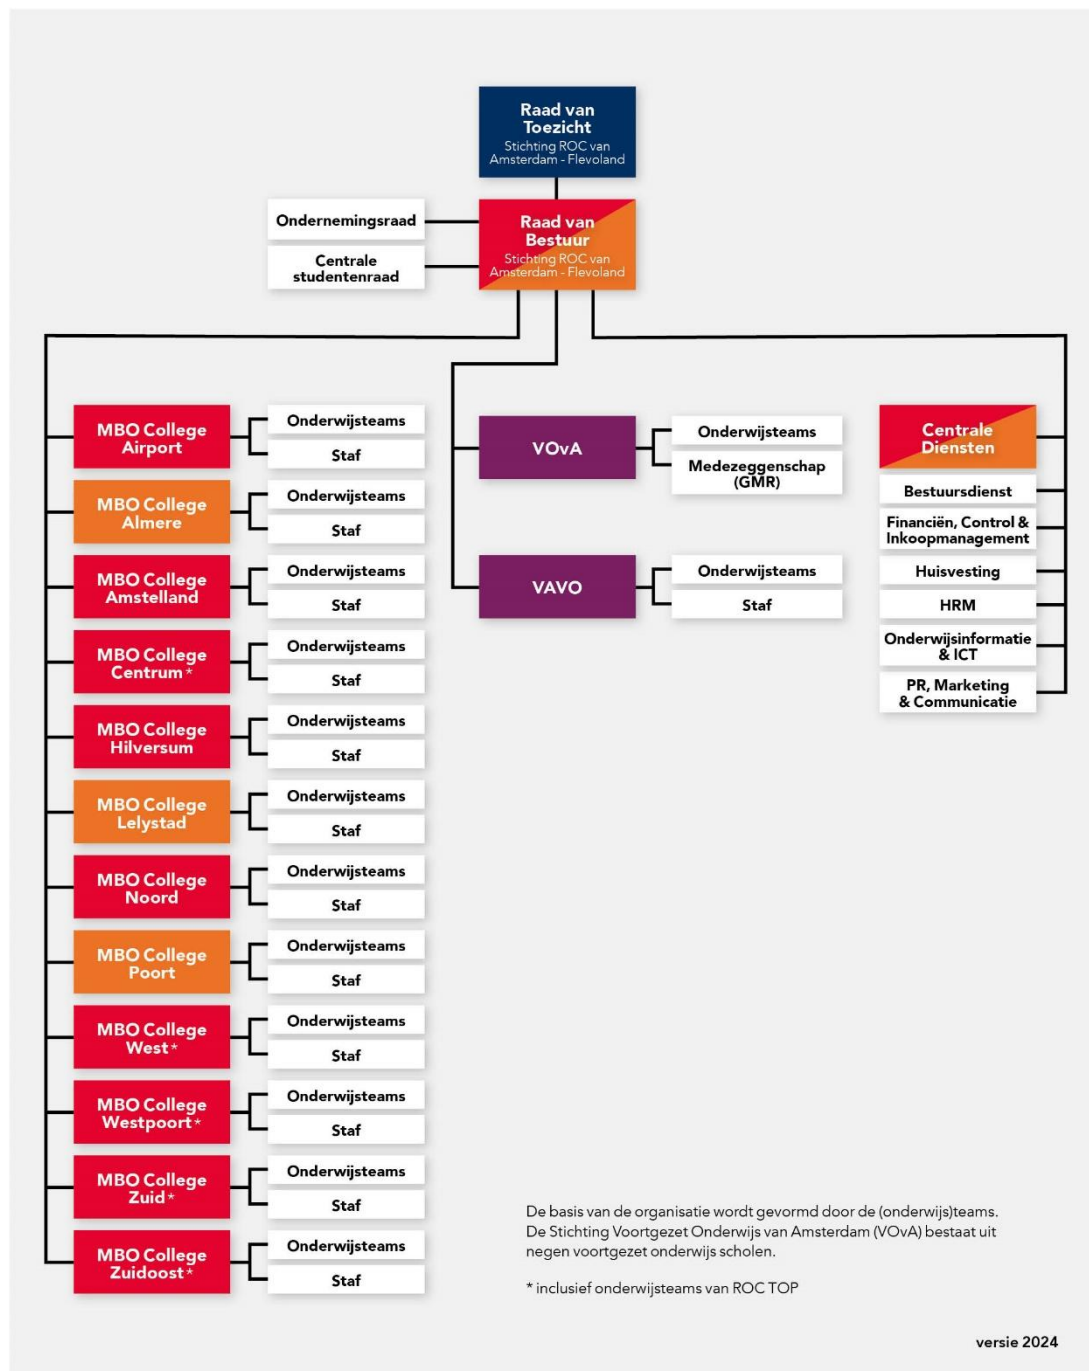 Raad van
Toezicht
Stichting ROC van
Amsterdam - Flevoland
Ondernemingsraad
Centrale
studentenraad
Raad van
Bestuur
Stichting ROC van
Amsterdam - Flevoland
MBO College
Airport
Onderwijsteams
Staf
MBO College
Almere
Onderwijsteams
Staf
MBO College
Amstelland
Onderwijsteams
Staf
MBO College
Centrum*
Onderwijsteams
Staf
MBO College
Hilversum
Onderwijsteams
Staf
MBO College
Lelystad
Onderwijsteams
Staf
MBO College
Noord
Onderwijsteams
Staf
MBO College
Poort
Onderwijsteams
Staf
MBO College
West*
Onderwijsteams
Staf
MBO College
Westpoort*
Onderwijsteams
Staf
MBO College
Zuid*
Onderwijsteams
Staf
MBO College
Zuidoost*
Onderwijsteams
Staf
VOvA
Onderwijsteams
Medezeggenschap
(GMR)
VAVO
Onderwijsteams
Staf
Centrale
Diensten
Bestuursdienst
Financiën, Control &
Inkoopmanagement
Huisvesting
HRM
Onderwijsinformatie
& ICT
PR, Marketing
& Communicatie
De basis van de organisatie wordt gevormd door de (onderwijs)teams.
De Stichting Voortgezet Onderwijs van Amsterdam (VOvA) bestaat uit
negen voortgezet onderwijs scholen.
* inclusief onderwijsteams van ROC TOP
versie 2024